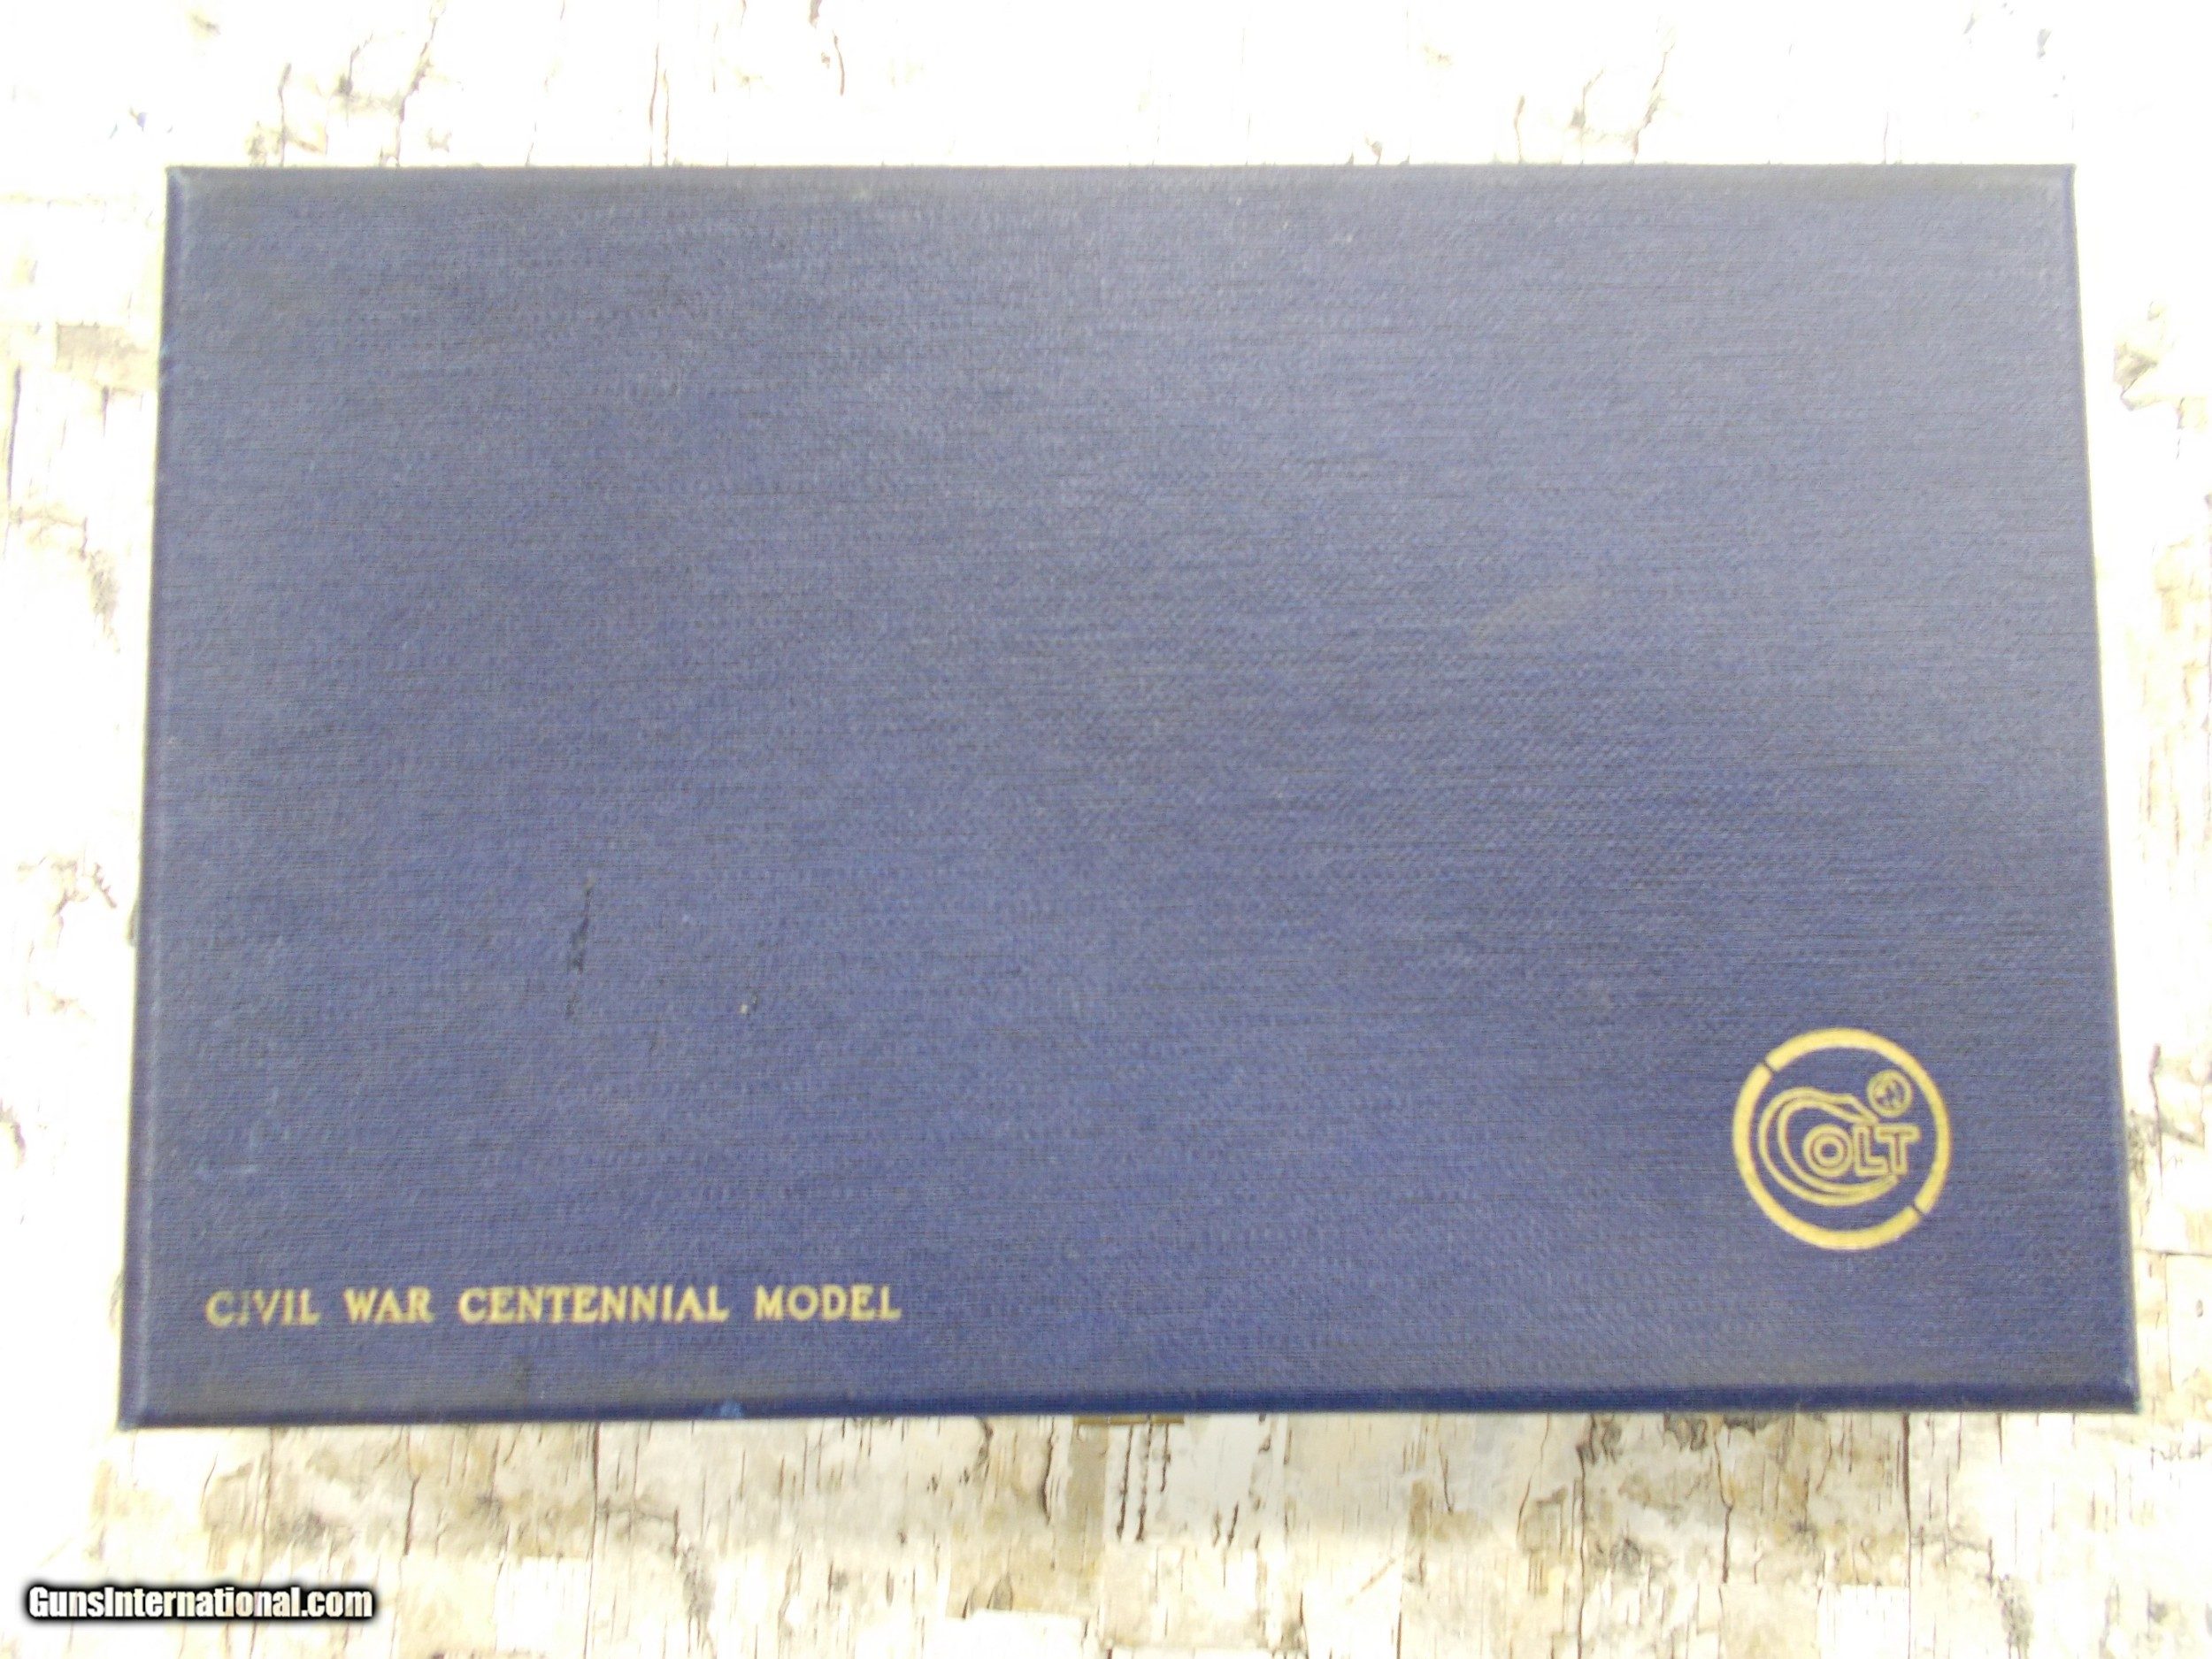 COLT
CIVIL WAR CENTENNIAL MODEL
GunsInternational.com